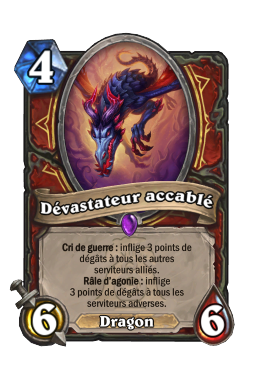 4
Dévastateur accablé
Cri de guerre : inflige 3 points de
dégâts à tous les autres
serviteurs alliés.
Râle d'agonie : inflige
3 points de dégâts à tous les
serviteurs adverses.
6
Dragon
6